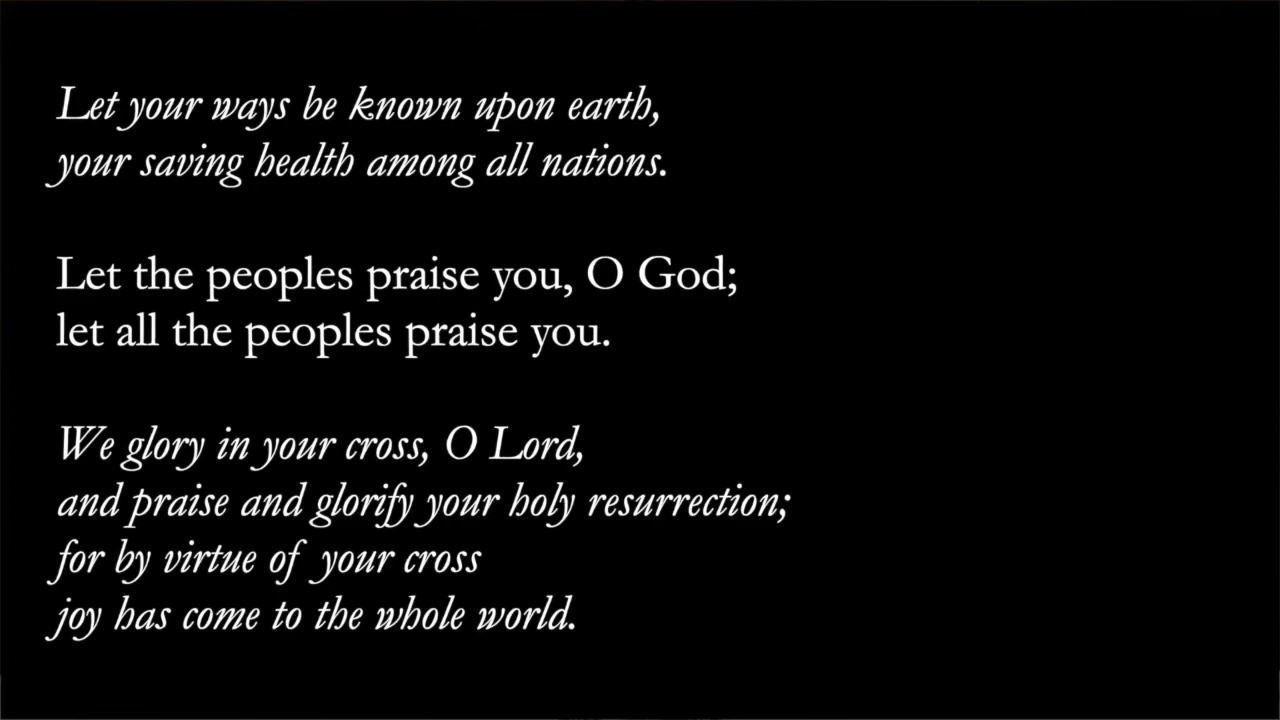 Let your ways be known upon earth,
your saving health among all nations.
Let the peoples praise you, O God;
let all the peoples praise you.
We glory in your cross, O Lord,
and praise and glorify your holy resurrection;
for by virtue of your cross
joy has come to the whole world.